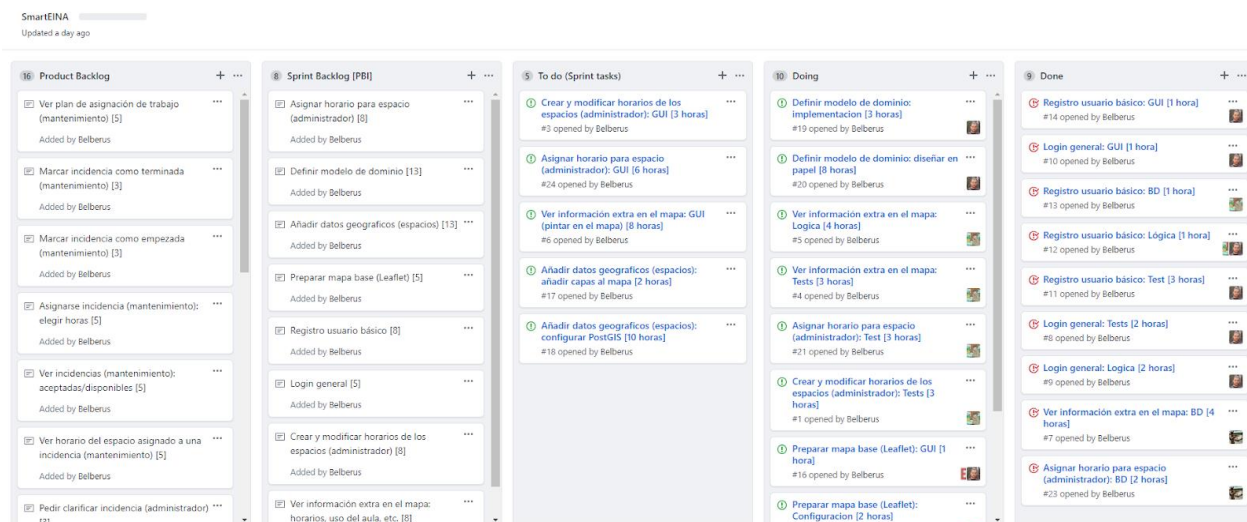 SmartEINA
Updated a day ago
16 Product Backlog
Ver plan de asignación de trabajo
(mantenimiento) [5]
Added by Belberus
Marcar incidencia como terminada
(mantenimiento) [3]
Added by Belberus
Marcar incidencia como empezada
(mantenimiento) [3]
Added by Belberus
Asignarse incidencia (mantenimiento):
elegir horas [5]
Added by Belberus
Ver incidencias (mantenimiento):
aceptadas/disponibles [5]
Added by Belberus
Ver horario del espacio asignado a una
incidencia (mantenimiento) [5]
Added by Belberus
Pedir clarificar incidencia (administrador)
[3]
8 Sprint Backlog [PBI]
Asignar horario para espacio
(administrador) [8]
Added by Belberus
Definir modelo de dominio [13]
Added by Belberus
Añadir datos geograficos (espacios) [13]
Added by Belberus
Preparar mapa base (Leaflet) [5]
Added by Belberus
Registro usuario básico [8]
Added by Belberus
Login general [5]
Added by Belberus
Crear y modificar horarios de los
espacios (administrador) [8]
Added by Belberus
Ver información extra en el mapa:
horarios, uso del aula, etc. [8]
5 To do (Sprint tasks)
Crear y modificar horarios de los
espacios (administrador): GUI [3 horas]
#3 opened by Belberus
Asignar horario para espacio
(administrador): GUI [6 horas]
#24 opened by Belberus
Ver información extra en el mapa: GUI
(pintar en el mapa) [8 horas]
#6 opened by Belberus
Añadir datos geograficos (espacios):
añadir capas al mapa [2 horas]
#17 opened by Belberus
Añadir datos geograficos (espacios):
configurar PostGIS [10 horas]
#18 opened by Belberus
10 Doing
Definir modelo de dominio:
implementacion [3 horas]
#19 opened by Belberus
Definir modelo de dominio: diseñar en
papel [8 horas]
#20 opened by Belberus
Ver información extra en el mapa:
Logica [4 horas]
#5 opened by Belberus
Ver información extra en el mapa:
Tests [3 horas]
#4 opened by Belberus
Asignar horario para espacio
(administrador): Test [3 horas]
#21 opened by Belberus
Crear y modificar horarios de los
espacios (administrador): Tests [3
horas]
#1 opened by Belberus
Preparar mapa base (Leaflet): GUI [1
hora]
#16 opened by Belberus
Preparar mapa base (Leaflet):
Configuracion [2 horas]
9 Done
Registro usuario básico: GUI [1 hora]
#14 opened by Belberus
Login general: GUI [1 hora]
#10 opened by Belberus
Registro usuario básico: BD [1 hora]
#13 opened by Belberus
Registro usuario básico: Lógica [1 hora]
#12 opened by Belberus
Registro usuario básico: Test [3 horas]
#11 opened by Belberus
Login general: Tests [2 horas]
#8 opened by Belberus
Login general: Logica [2 horas]
#9 opened by Belberus
Ver información extra en el mapa: BD [4
horas]
#7 opened by Belberus
Asignar horario para espacio
(administrador): BD [2 horas]
#23 opened by Belberus